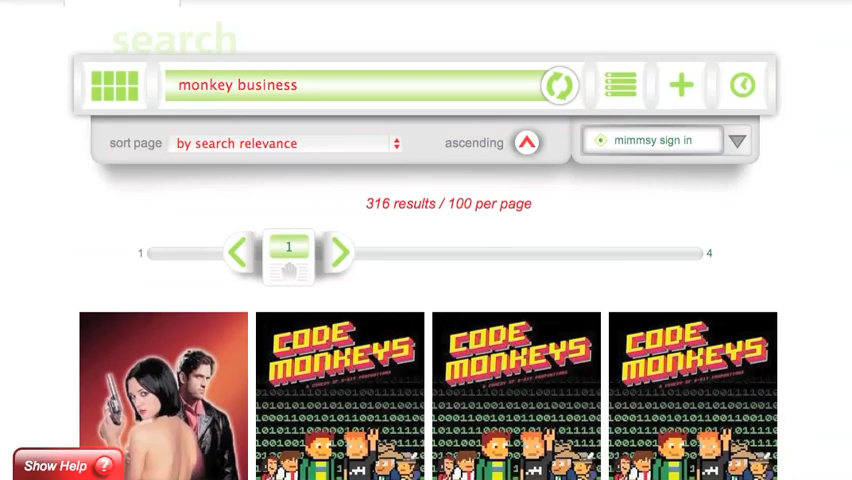 search
monkey business
sort page by search relevance ascending mimmsy sign in
316 results / 100 per page
1 1 4
CODE MONKEYS CODE MONKEYS CODE MONKEYS
Show Help ?